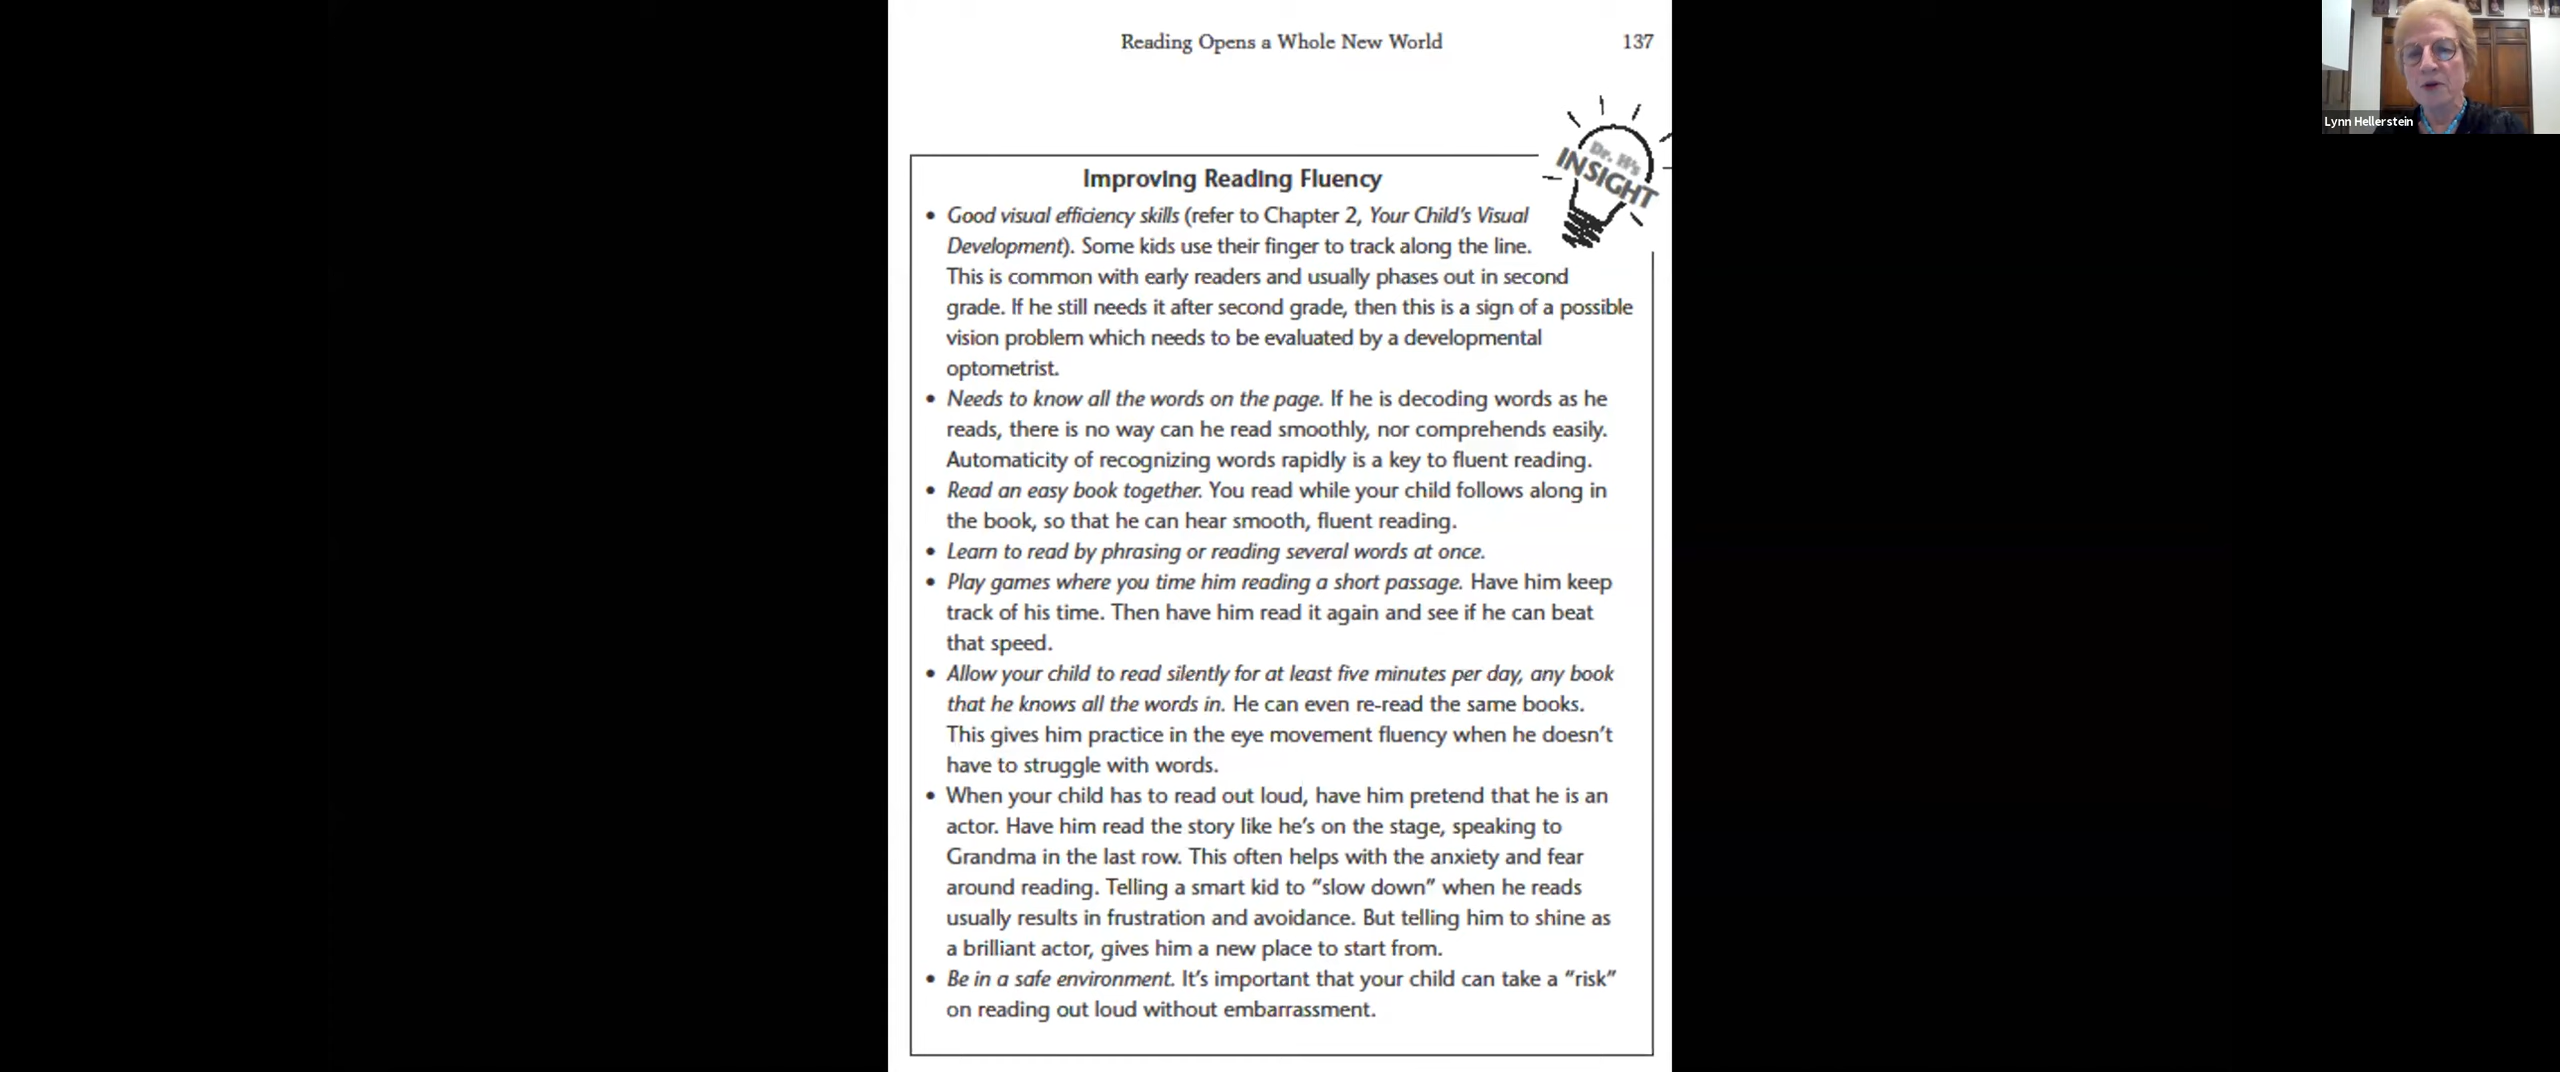 Reading Opens a Whole New World 137
Lynn Hellerstein
Dr. H's
INSIGHT
Improving Reading Fluency
• Good visual efficiency skills (refer to Chapter 2, Your Child's Visual
Development). Some kids use their finger to track along the line.
This is common with early readers and usually phases out in second
grade. If he still needs it after second grade, then this is a sign of a possible
vision problem which needs to be evaluated by a developmental
optometrist.
• Needs to know all the words on the page. If he is decoding words as he
reads, there is no way can he read smoothly, nor comprehends easily.
Automaticity of recognizing words rapidly is a key to fluent reading.
• Read an easy book together. You read while your child follows along in
the book, so that he can hear smooth, fluent reading.
• Learn to read by phrasing or reading several words at once.
• Play games where you time him reading a short passage. Have him keep
track of his time. Then have him read it again and see if he can beat
that speed.
• Allow your child to read silently for at least five minutes per day, any book
that he knows all the words in. He can even re-read the same books.
This gives him practice in the eye movement fluency when he doesn't
have to struggle with words.
• When your child has to read out loud, have him pretend that he is an
actor. Have him read the story like he's on the stage, speaking to
Grandma in the last row. This often helps with the anxiety and fear
around reading. Telling a smart kid to "slow down" when he reads
usually results in frustration and avoidance. But telling him to shine as
a brilliant actor, gives him a new place to start from.
• Be in a safe environment. It's important that your child can take a "risk"
on reading out loud without embarrassment.